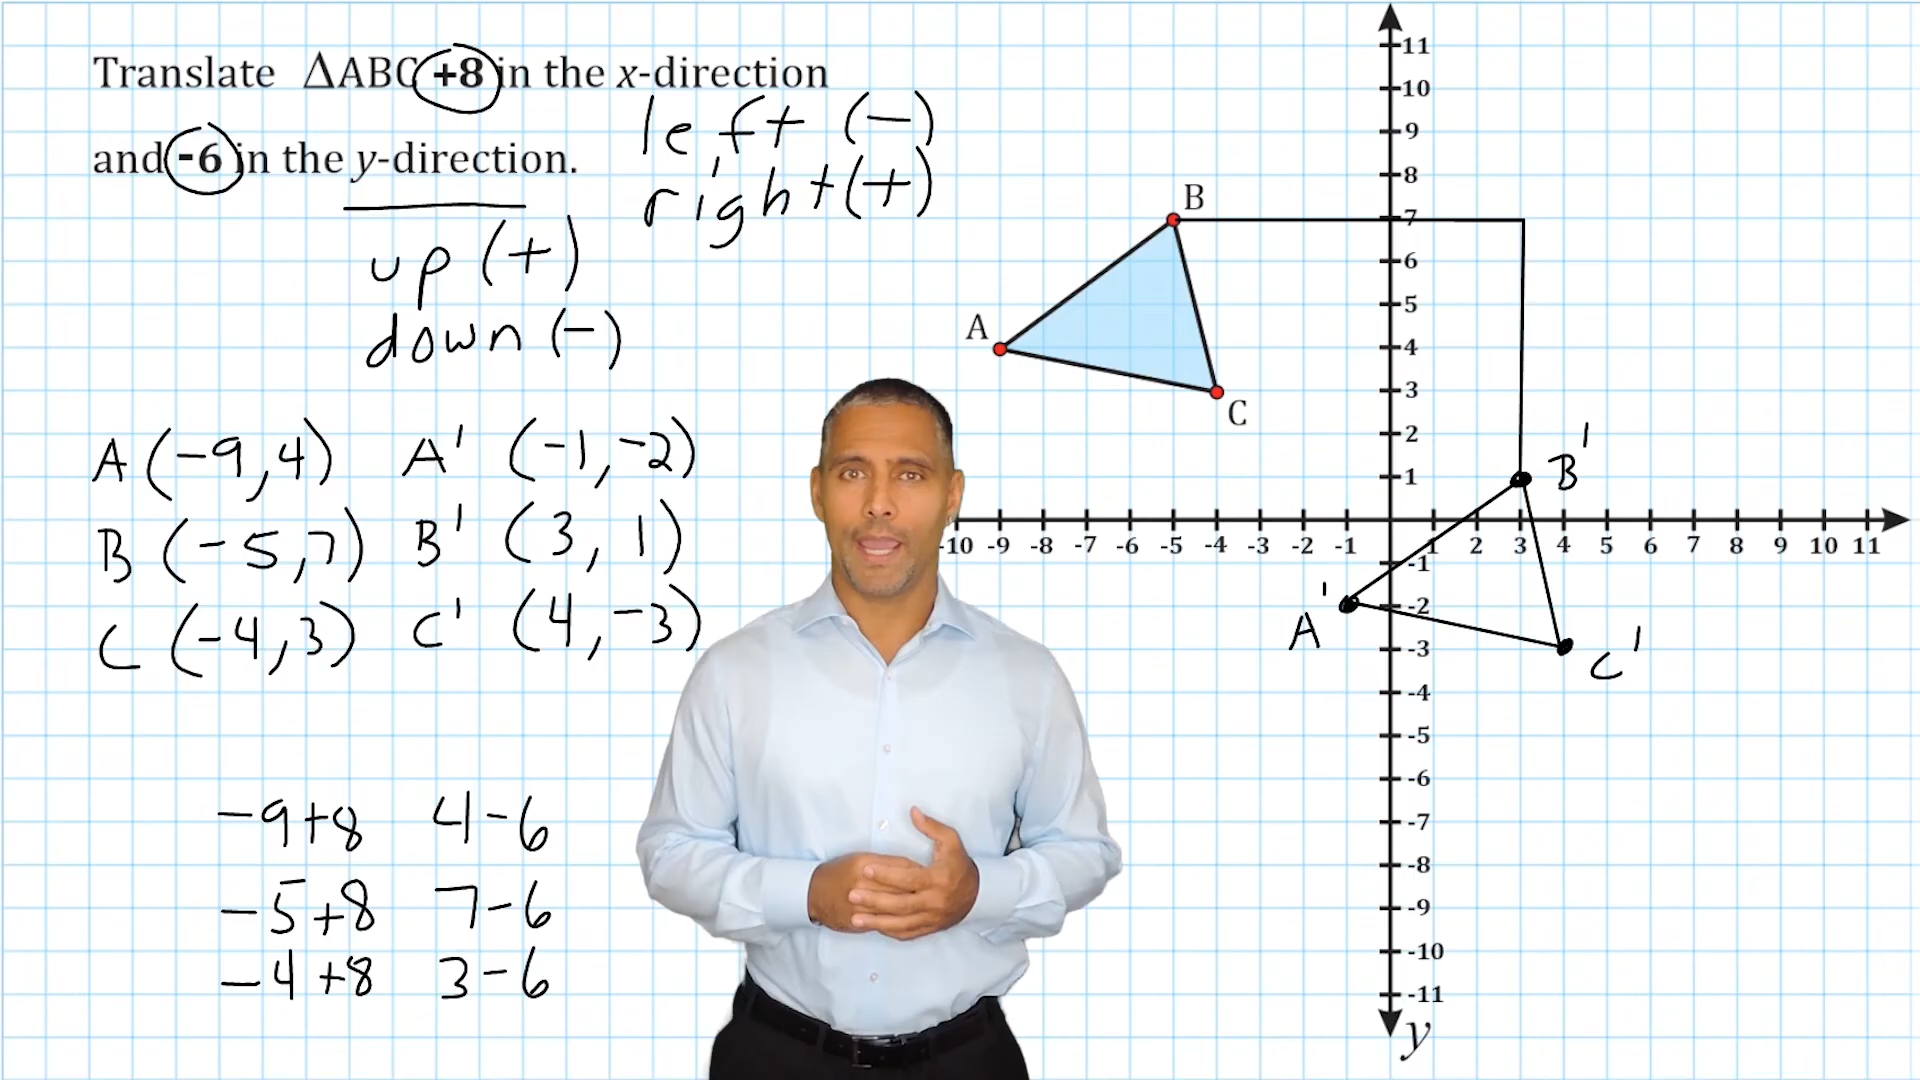 Translate ΔABC +8 in the x-direction
and -6 in the y-direction.
left (-)
right (+)
up (+)
down (-)
A (-9,4) A' (-1,-2)
B (-5,7) B' (3, 1)
C (-4,3) C' (4,-3)
-9+8 4-6
-5+8 7-6
-4+8 3-6
11
10
9
8
B
7
6
5
A
4
3
C
2
1
B'
-10 -9 -8 -7 -6 -5 -4 -3 -2 -1 1 2 3 4 5 6 7 8 9 10 11
-1
-2
A'
-3
C'
-4
-5
-6
-7
-8
-9
-10
-11
y